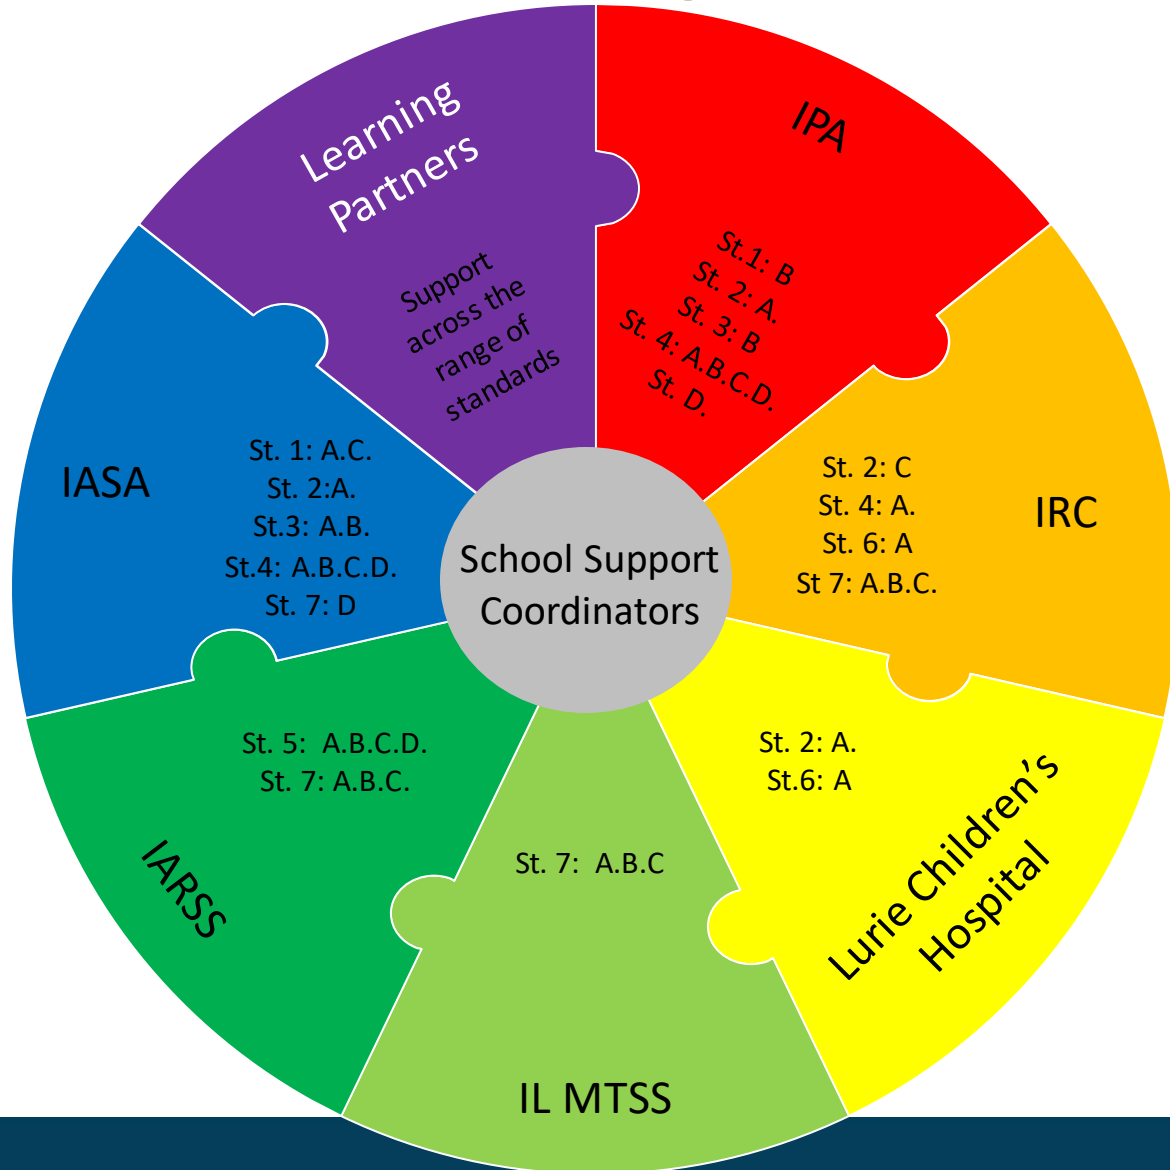 Learning
Partners
Support
across the
range of
standards
IPA
St.1: B
St. 2: A.
St. 3: B
St. 4: A.B.C.D.
St. D.
IRC
St. 2: C
St. 4: A.
St. 6: A
St 7: A.B.C.
Lurie Children’s
Hospital
St. 2: A.
St.6: A
IL MTSS
St. 7: A.B.C
IARSS
St. 5: A.B.C.D.
St. 7: A.B.C.
IASA
St. 1: A.C.
St. 2:A.
St.3: A.B.
St.4: A.B.C.D.
St. 7: D
School Support
Coordinators